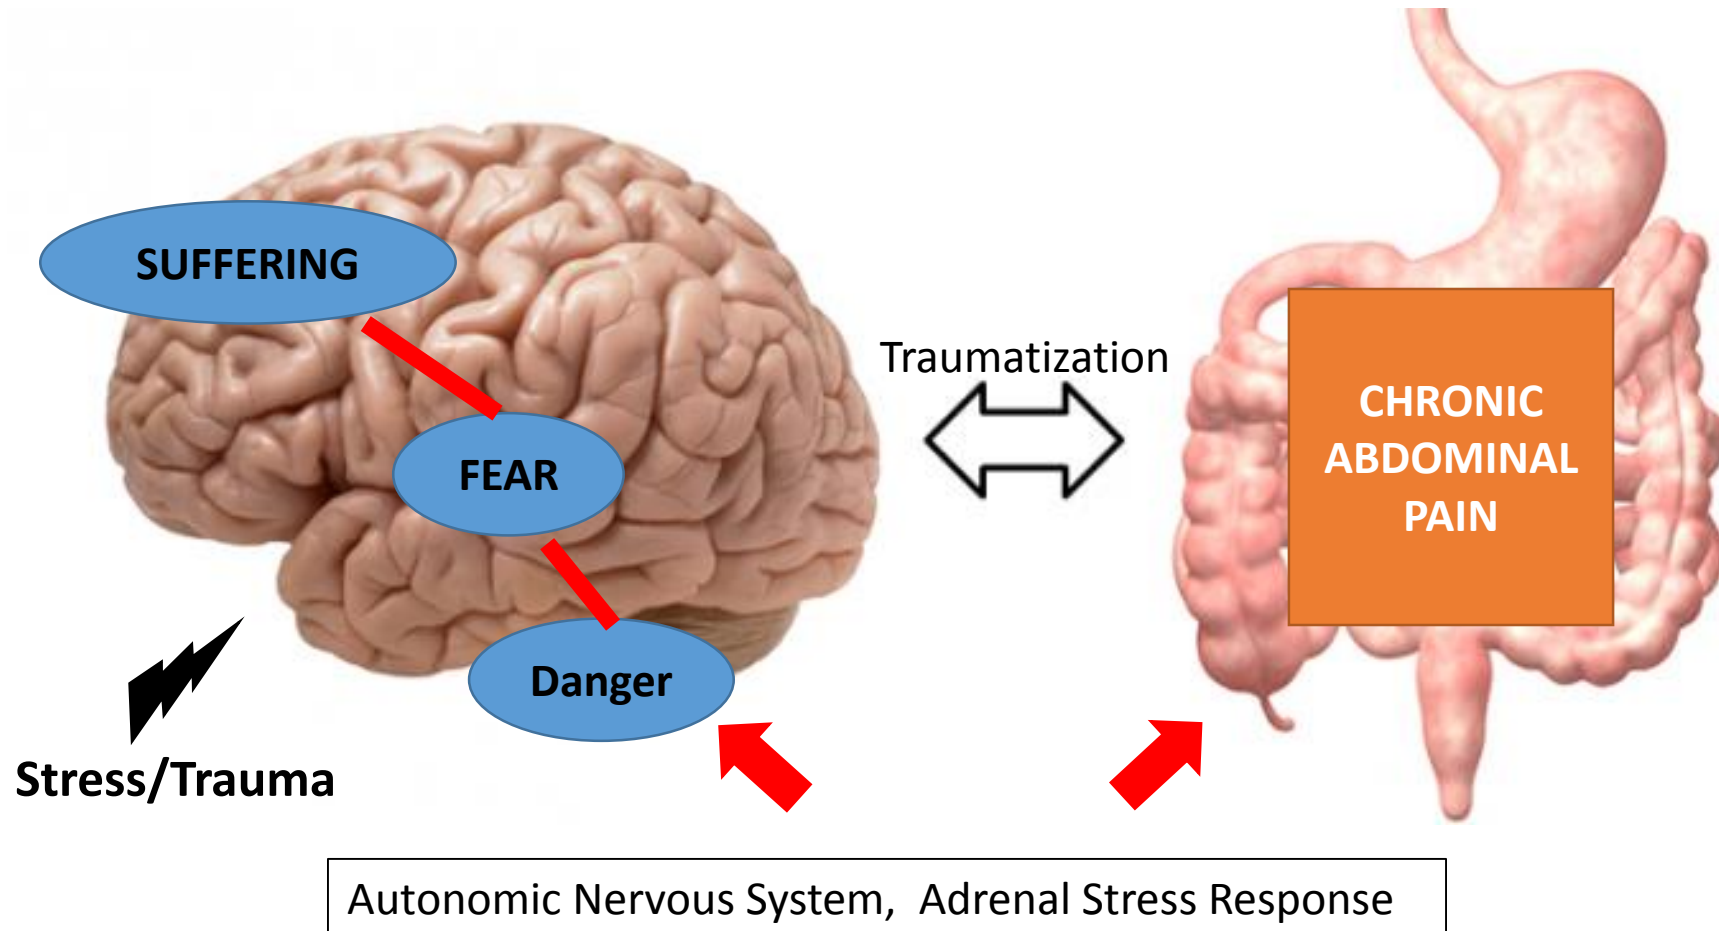 SUFFERING
Traumatization
CHRONIC
ABDOMINAL
PAIN
FEAR
Danger
Stress/Trauma
Autonomic Nervous System,  Adrenal Stress Response